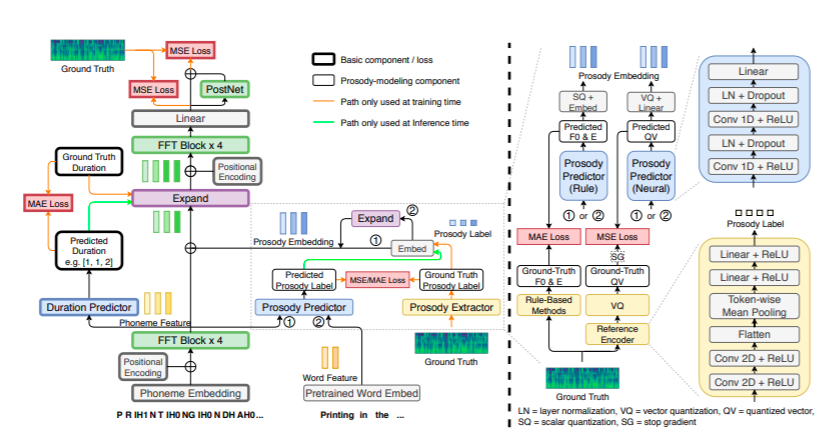 MSE Loss
Ground Truth
MSE Loss
PostNet
Linear
FFT Block x 4
Ground Truth
Duration
Positional
Encoding
MAE Loss
Expand
Predicted
Duration
e.g. [1, 1, 2]
Duration Predictor
Phoneme Feature
FFT Block x 4
Positional
Encoding
Phoneme Embedding
P R IH1 N T IH0 NG IH0 N DH AH0...
Basic component / loss
Prosody-modeling component
Path only used at training time
Path only used at Inference time
②
Expand
Prosody Label
①
Prosody Embedding
Embed
Predicted
Prosody Label
MSE/MAE Loss
Ground Truth
Prosody Label
Prosody Predictor
Prosody Extractor
① ②
Ground Truth
Word Feature
Pretrained Word Embed
Printing in the ...
Prosody Embedding
SQ +
Embed
VQ +
Linear
Predicted
F0 & E
Predicted
QV
Prosody
Predictor
(Rule)
Prosody
Predictor
(Neural)
① or ②
① or ②
MAE Loss
MSE Loss
SG
Ground-Truth
F0 & E
Ground-Truth
QV
Rule-Based
Methods
VQ
Reference
Encoder
Ground Truth
Linear
LN + Dropout
Conv 1D + ReLU
LN + Dropout
Conv 1D + ReLU
Prosody Label
Linear + ReLU
Linear + ReLU
Token-wise
Mean Pooling
Flatten
Conv 2D + ReLU
Conv 2D + ReLU
LN = layer normalization, VQ = vector quantization, QV = quantized vector,
SQ = scalar quantization, SG = stop gradient